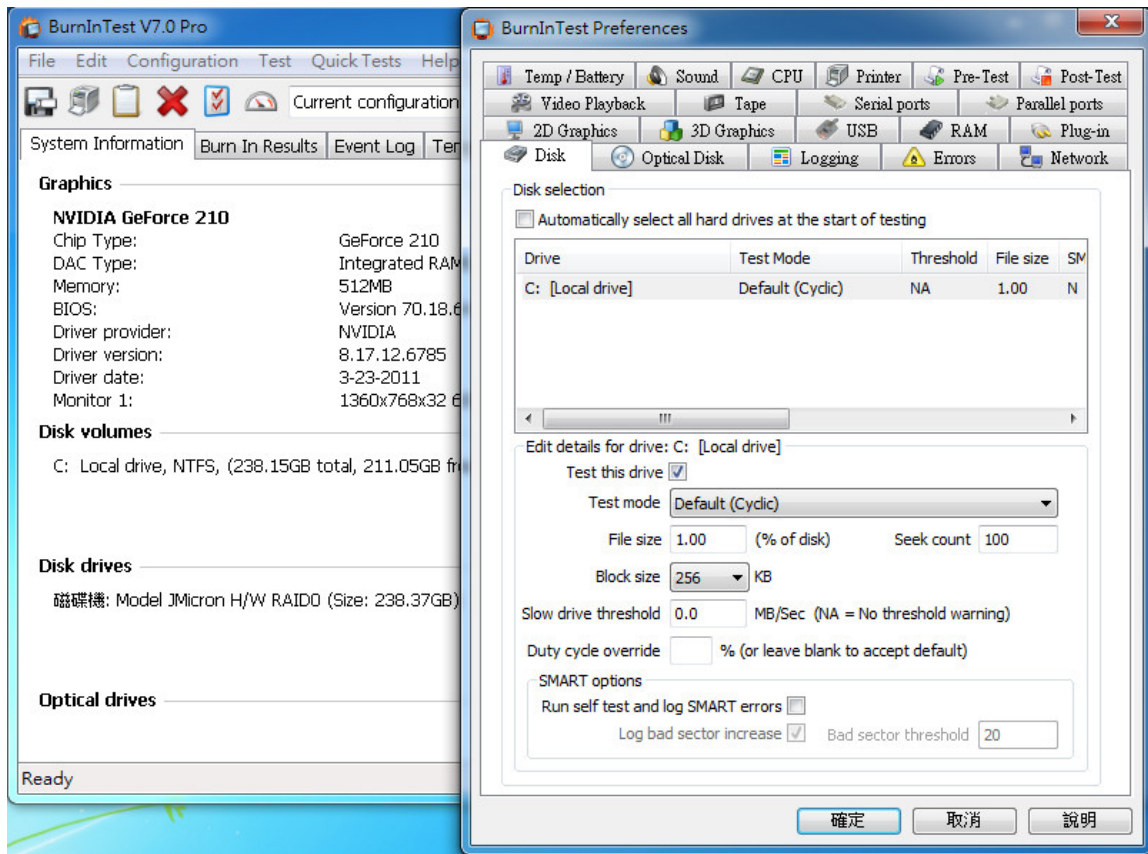 BurnInTest V7.0 Pro
File Edit Configuration Test Quick Tests Help
Current configuration
System Information Burn In Results Event Log
Graphics
NVIDIA GeForce 210
Chip Type: GeForce 210
DAC Type: Integrated
Memory: 512MB
BIOS: Version
Driver provider: NVIDIA
Driver version: 8.17.12.6785
Driver date: 3-23-2011
Monitor 1: 1360x768x32
Disk volumes
C: Local drive, NTFS, (238.15GB total, 211.05GB
Disk drives
磁碟機: Model JMicron H/W RAID0 (Size: 238.37GB)
Optical drives
Ready
BurnInTest Preferences
Temp / Battery Sound CPU Printer Pre-Test Post-Test
Video Playback Tape Serial ports Parallel ports
2D Graphics 3D Graphics USB RAM Plug-in
Disk Optical Disk Logging Errors Network
Disk selection
Automatically select all hard drives at the start of testing
Drive Test Mode Threshold File size SM
C: [Local drive] Default (Cyclic) NA 1.00 N
Edit details for drive: C: [Local drive]
Test this drive
Test mode Default (Cyclic)
File size 1.00 (% of disk) Seek count 100
Block size 256 KB
Slow drive threshold 0.0 MB/Sec (NA = No threshold warning)
Duty cycle override % (or leave blank to accept default)
SMART options
Run self test and log SMART errors
Log bad sector increase Bad sector threshold 20
確定 取消 說明